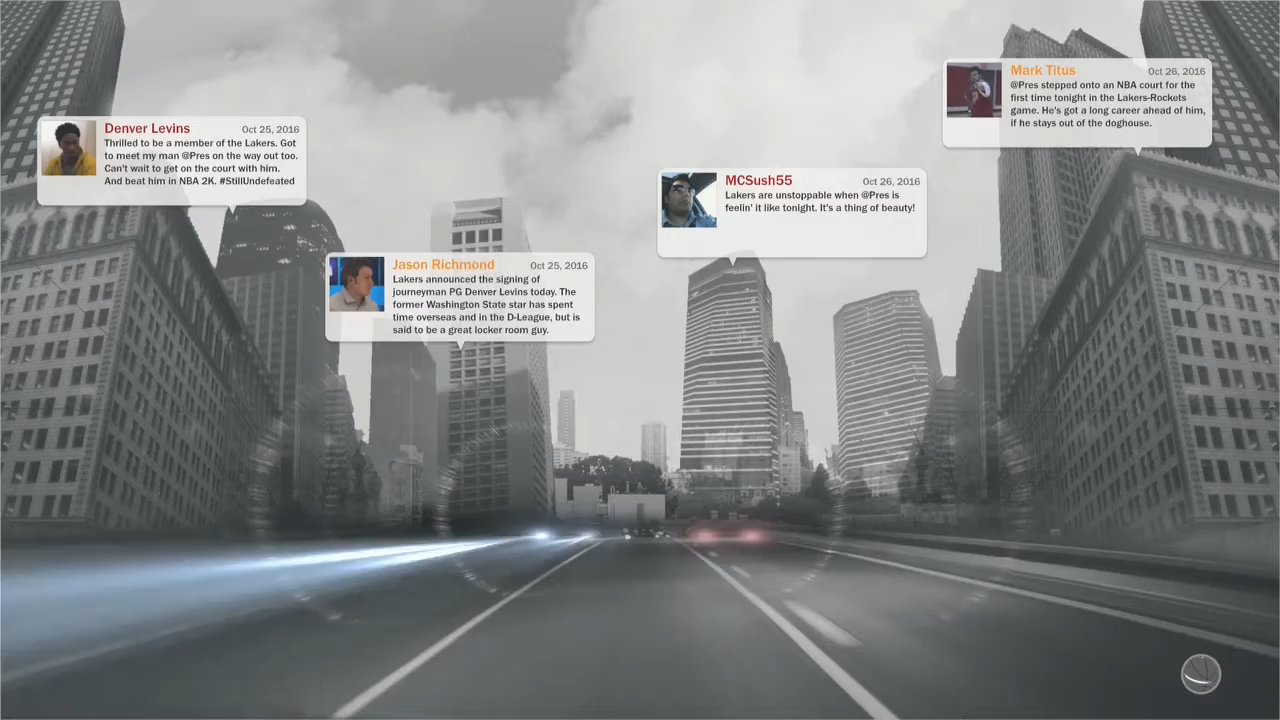 Denver Levins Oct 25, 2016
Thrilled to be a member of the Lakers. Got
to meet my man @Pres on the way out too.
Can't wait to get on the court with him.
And beat him in NBA 2K. #StillUndefeated
Jason Richmond Oct 25, 2016
Lakers announced the signing of
journeyman PG Denver Levins today. The
former Washington State star has spent
time overseas and in the D-League, but is
said to be a great locker room guy.
MCSush55 Oct 26, 2016
Lakers are unstoppable when @Pres is
feelin' it like tonight. It's a thing of beauty!
Mark Titus Oct 26, 2016
@Pres stepped onto an NBA court for the
first time tonight in the Lakers-Rockets
game. He's got a long career ahead of him,
if he stays out of the doghouse.